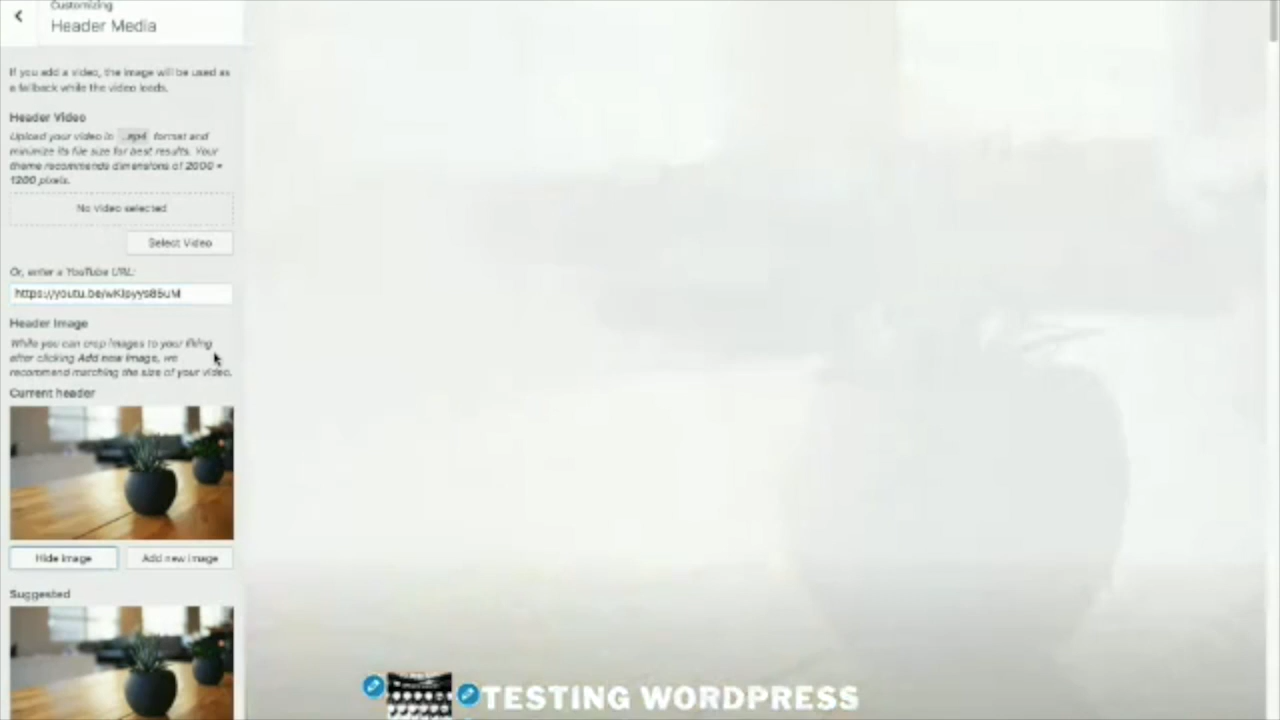 Customizing
Header Media
If you add a video, the image will be used as
a fallback while the video loads.
Header Video
Upload your video in .mp4 format and
minimize its file size for best results. Your
theme recommends dimensions of 2000 ×
1200 pixels.
No video selected
Select Video
Or, enter a YouTube URL:
Header Image
While you can crop images to your liking
after clicking Add new image, we
recommend matching the size of your video.
Current header
Hide image
Add new image
Suggested
TESTING WORDPRESS